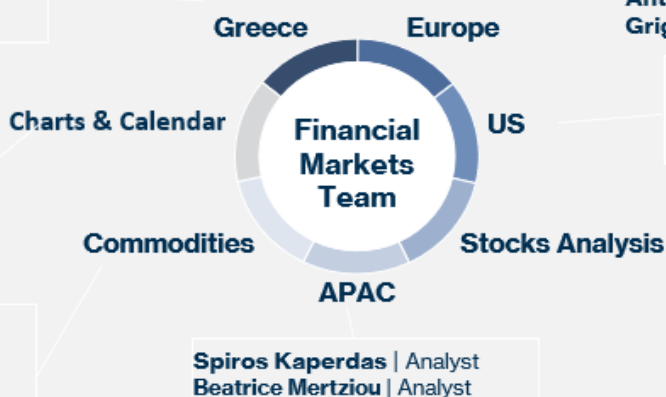 Greece
Europe
Charts & Calendar
Financial
Markets
Team
US
Commodities
Stocks Analysis
APAC
Spiros Kaperdas | Analyst
Beatrice Mertziou | Analyst